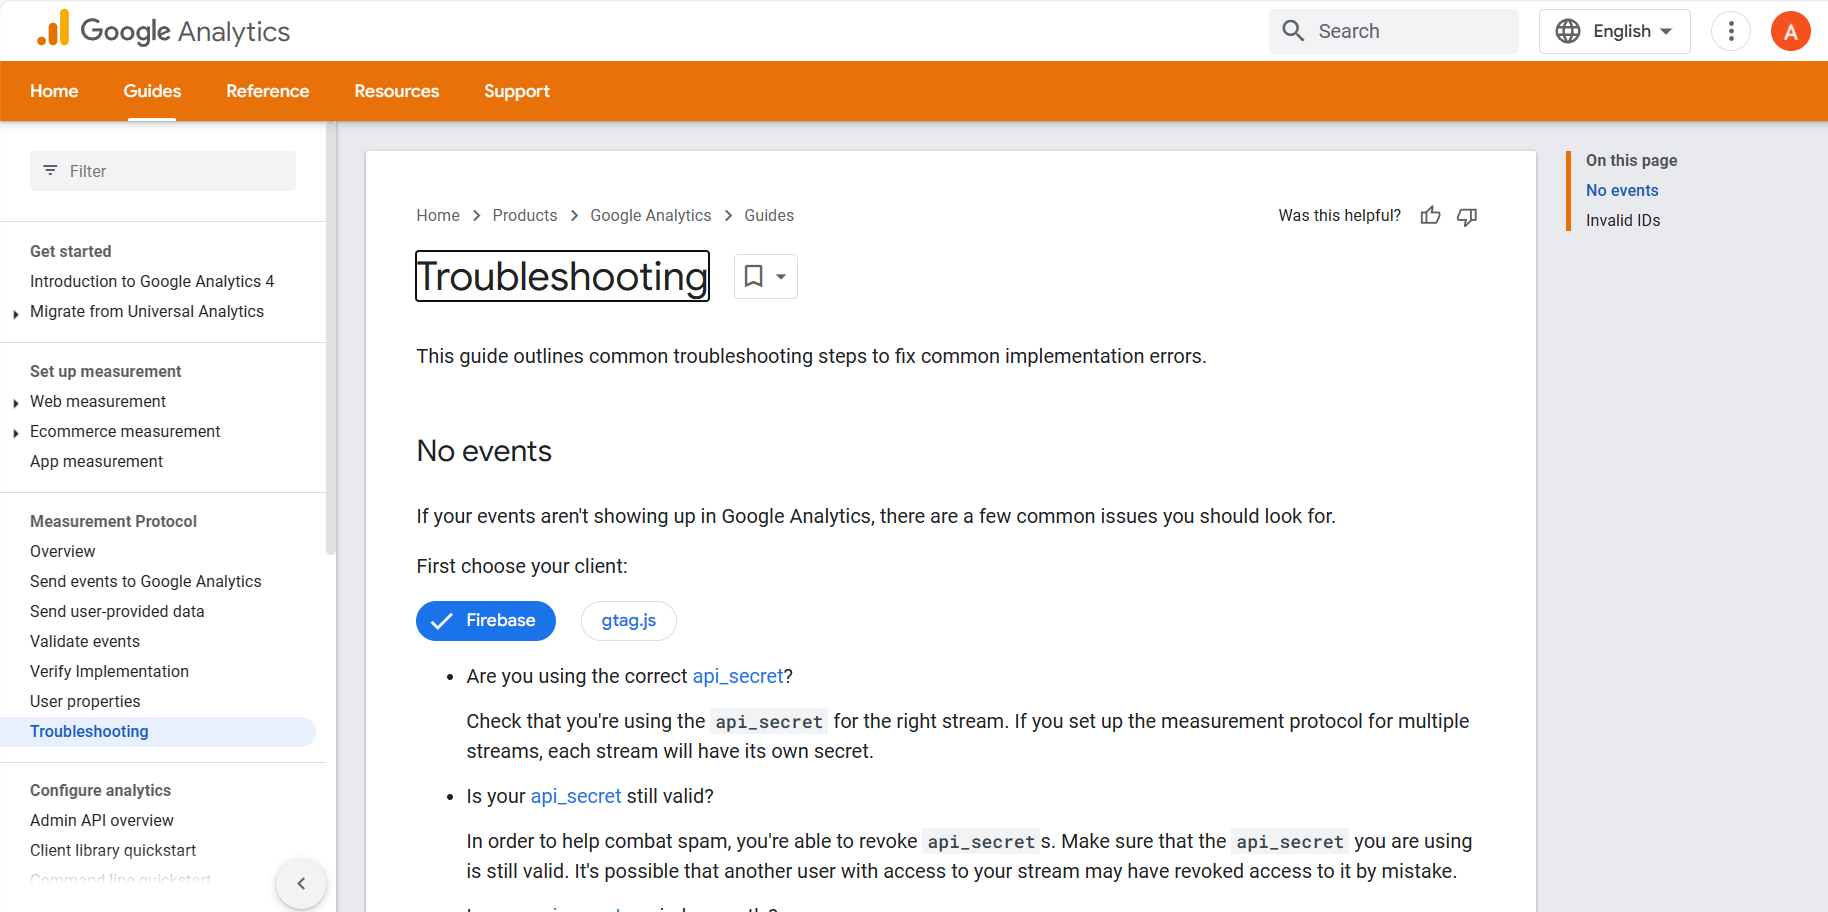 Google Analytics
Search
English
A
Home
Guides
Reference
Resources
Support
Filter
Get started
Introduction to Google Analytics 4
Migrate from Universal Analytics
Set up measurement
Web measurement
Ecommerce measurement
App measurement
Measurement Protocol
Overview
Send events to Google Analytics
Send user-provided data
Validate events
Verify Implementation
User properties
Troubleshooting
Configure analytics
Admin API overview
Client library quickstart
Command line quickstart
Home > Products > Google Analytics > Guides
Was this helpful?
Troubleshooting
This guide outlines common troubleshooting steps to fix common implementation errors.
No events
If your events aren't showing up in Google Analytics, there are a few common issues you should look for.
First choose your client:
Firebase
gtag.js
• Are you using the correct api_secret?
Check that you're using the api_secret for the right stream. If you set up the measurement protocol for multiple
streams, each stream will have its own secret.
• Is your api_secret still valid?
In order to help combat spam, you're able to revoke api_secret s. Make sure that the api_secret you are using
is still valid. It's possible that another user with access to your stream may have revoked access to it by mistake.
On this page
No events
Invalid IDs